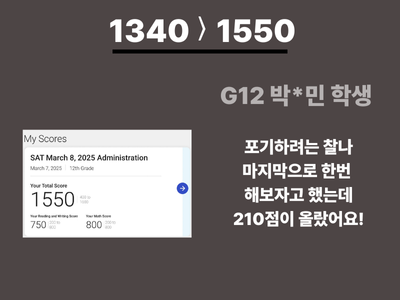 1340 〉 1550
G12 박*민 학생
My Scores
SAT March 8, 2025 Administration
March 7, 2025 | 12th Grade
Your Total Score
1550
Your Reading and Writing Score
750
Your Math Score
800
포기하려는 찰나
마지막으로 한번
해보자고 했는데
210점이 올랐어요!